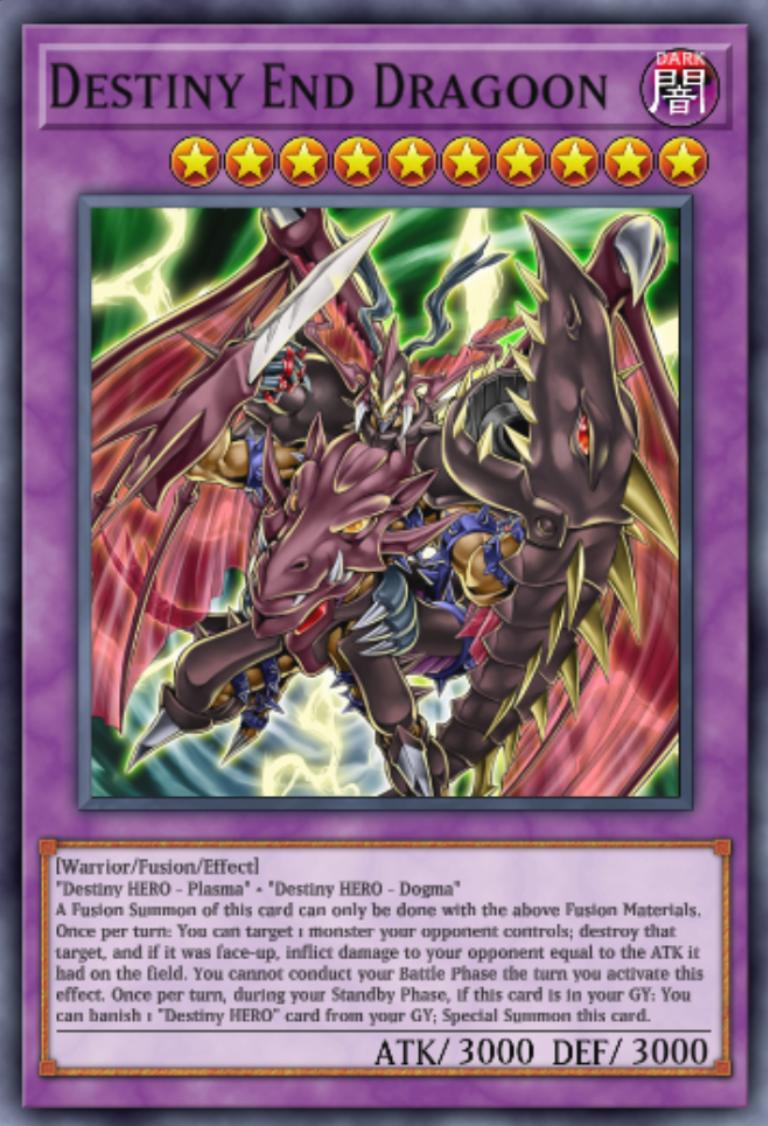 DESTINY END DRAGOON
DARK
闇
[Warrior/Fusion/Effect]
"Destiny HERO - Plasma" + "Destiny HERO - Dogma"
A Fusion Summon of this card can only be done with the above Fusion Materials.
Once per turn: You can target 1 monster your opponent controls; destroy that
target, and if it was face-up, inflict damage to your opponent equal to the ATK it
had on the field. You cannot conduct your Battle Phase the turn you activate this
effect. Once per turn, during your Standby Phase, if this card is in your GY: You
can banish 1 "Destiny HERO" card from your GY; Special Summon this card.
ATK/ 3000 DEF/ 3000